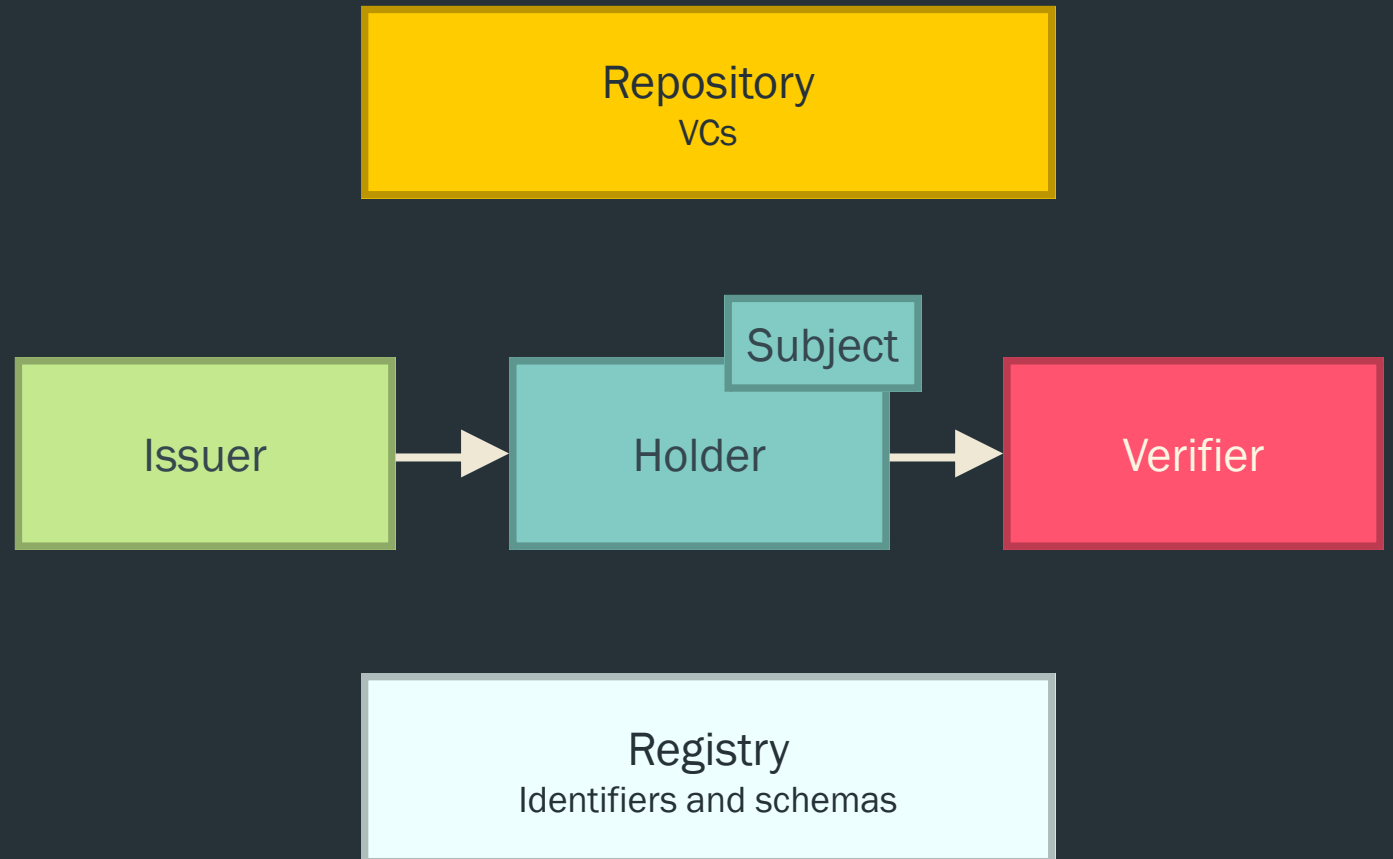 Repository
VCs
Subject
Issuer
Holder
Verifier
Registry
Identifiers and schemas